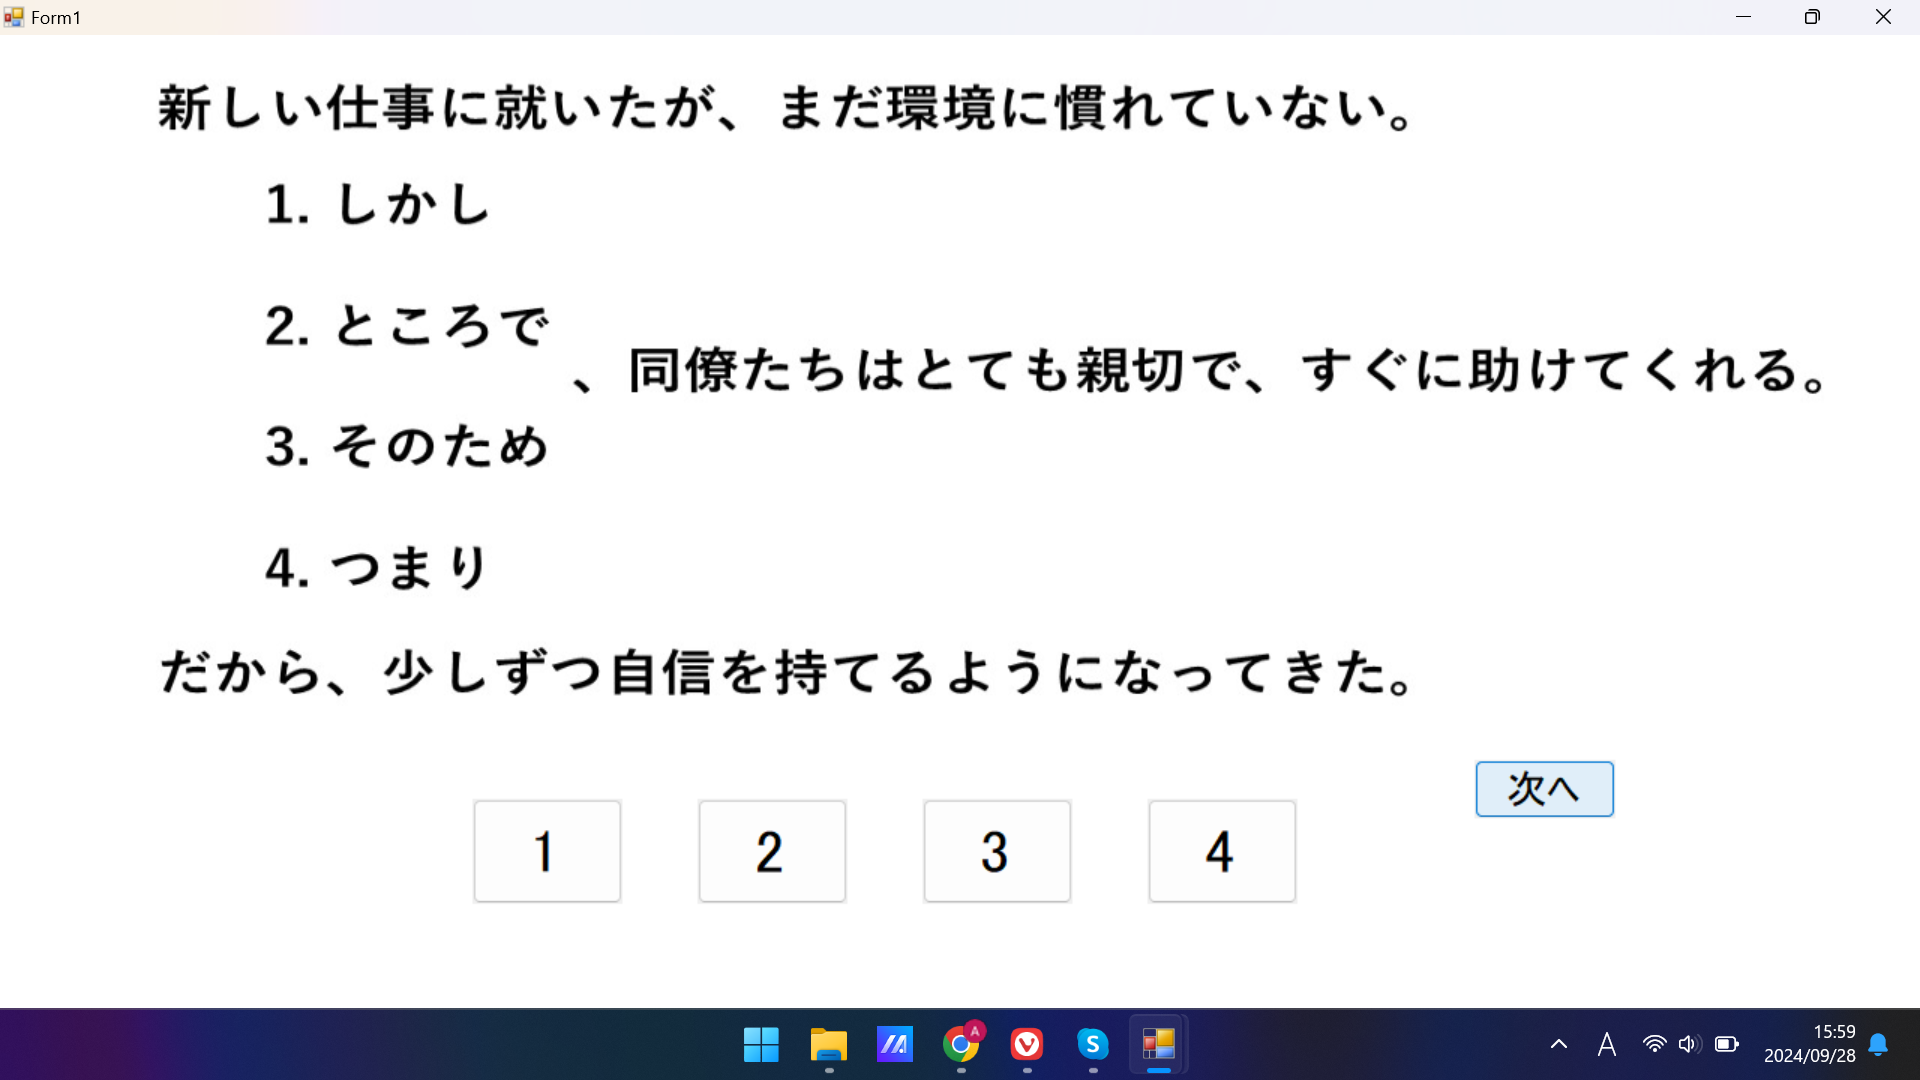 Form1
新しい仕事に就いたが、まだ環境に慣れていない。
1. しかし
2. ところで
、同僚たちはとても親切で、すぐに助けてくれる。
3. そのため
4. つまり
だから、少しずつ自信を持てるようになってきた。
次へ
1
2
3
4
A
S
A
15:59
2024/09/28